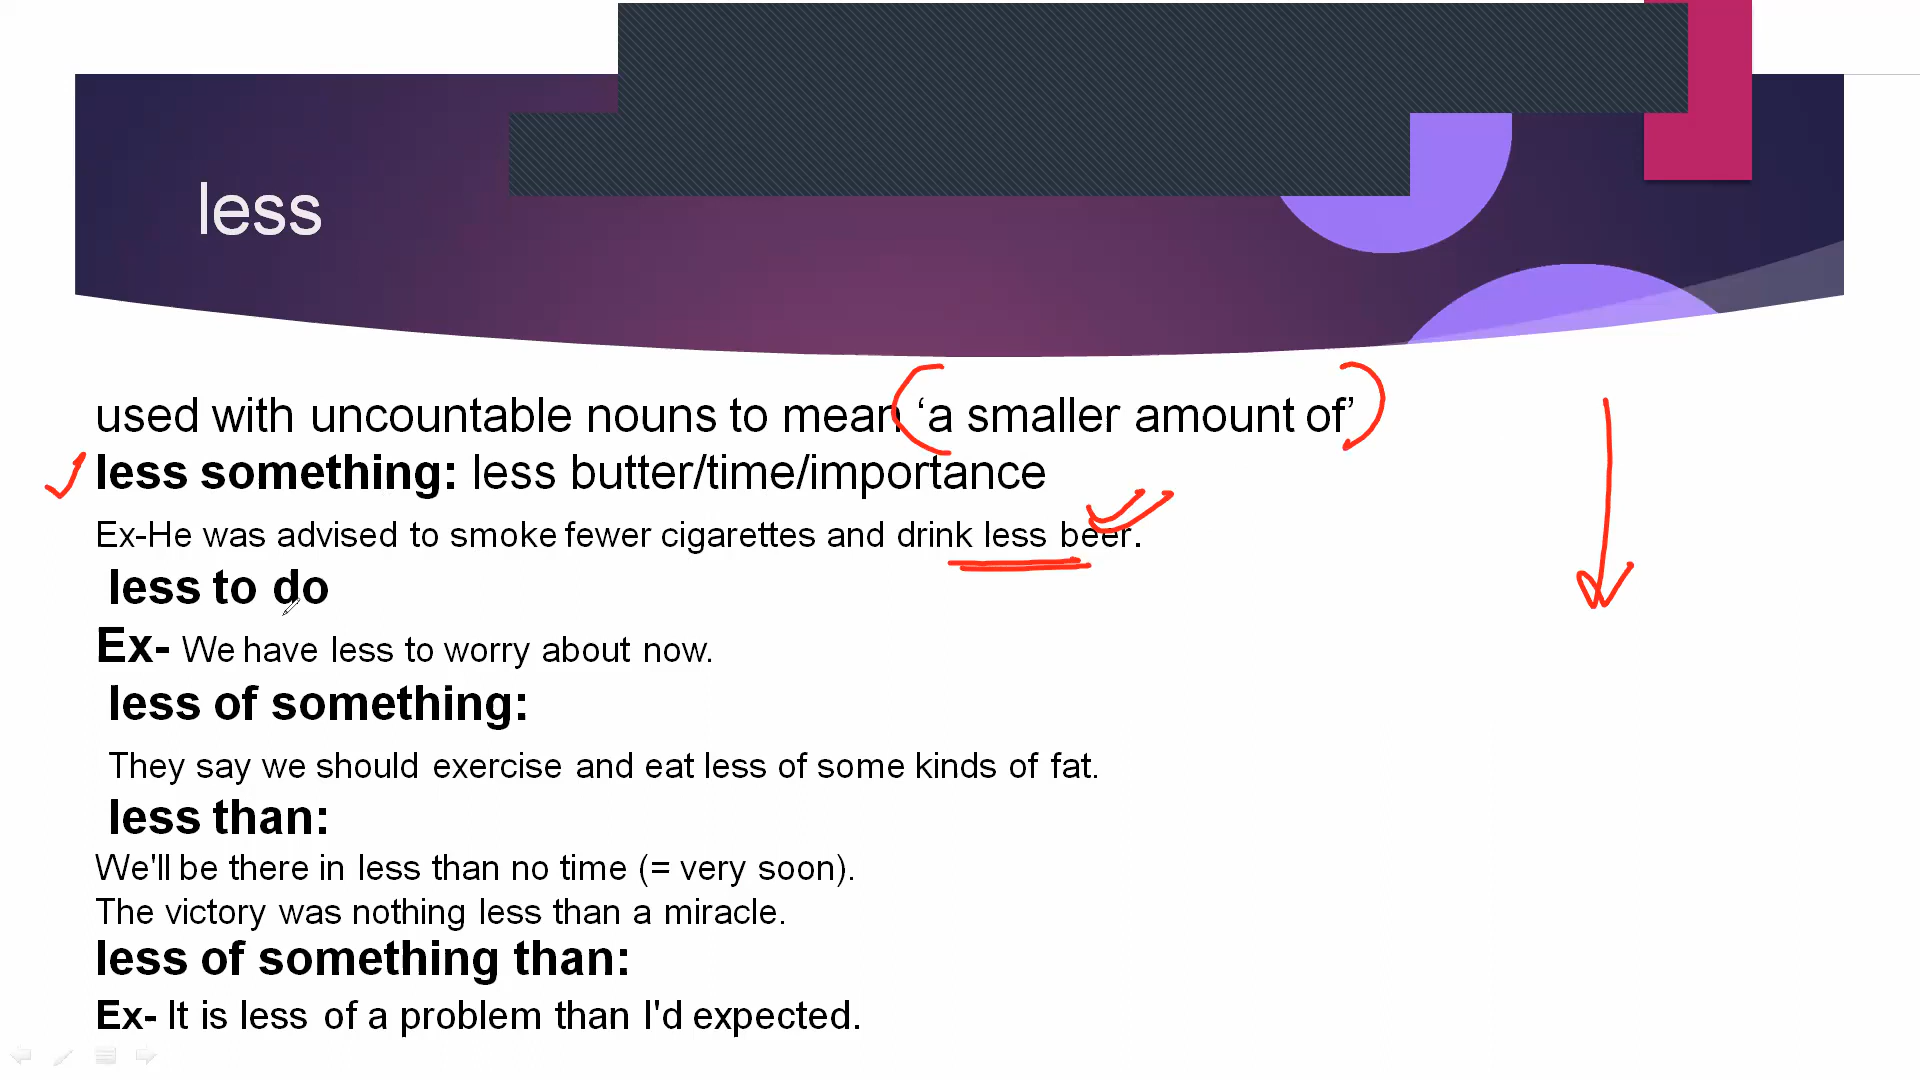 less
used with uncountable nouns to mean ‘a smaller amount of’
less something: less butter/time/importance
Ex-He was advised to smoke fewer cigarettes and drink less beer.
less to do
Ex- We have less to worry about now.
less of something:
They say we should exercise and eat less of some kinds of fat.
less than:
We'll be there in less than no time (= very soon).
The victory was nothing less than a miracle.
less of something than:
Ex- It is less of a problem than I'd expected.